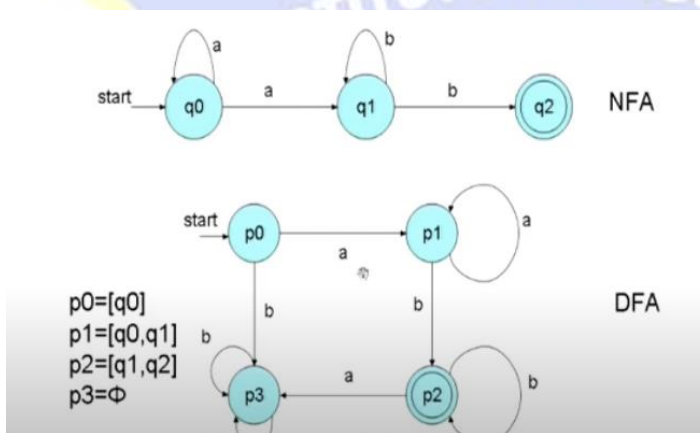 a
b
start
q0
a
q1
b
q2
NFA
start
p0
a
p1
a
b
b
DFA
p0=[q0]
p1=[q0,q1]
p2=[q1,q2]
p3=Φ
b
p3
a
p2
b